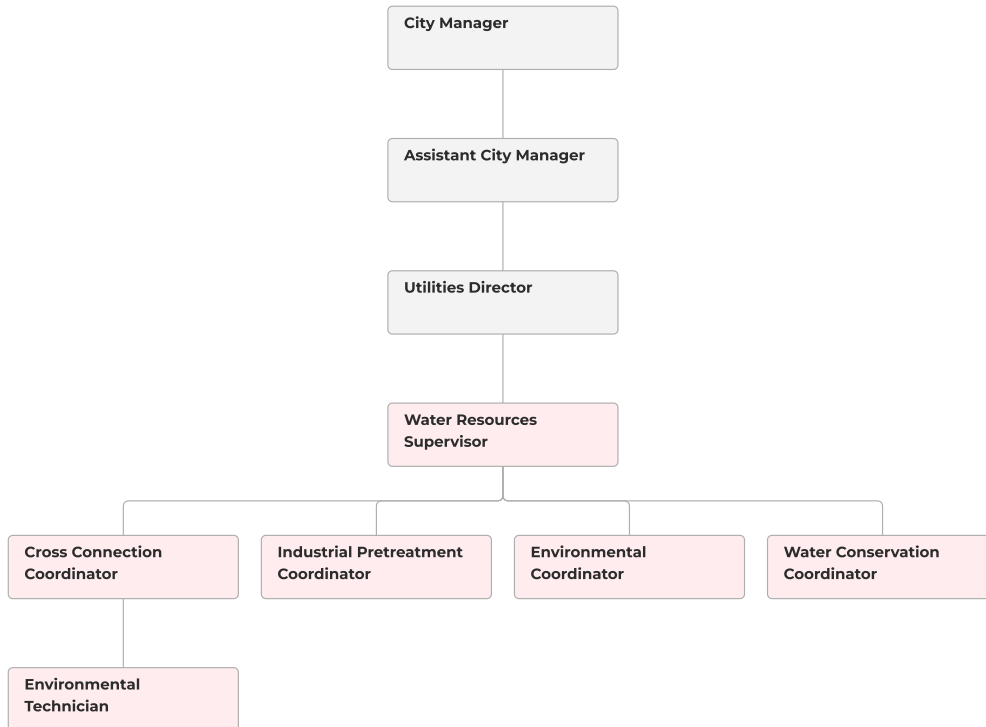 City Manager
Assistant City Manager
Utilities Director
Water Resources
Supervisor
Cross Connection
Coordinator
Industrial Pretreatment
Coordinator
Environmental
Coordinator
Water Conservation
Coordinator
Environmental
Technician